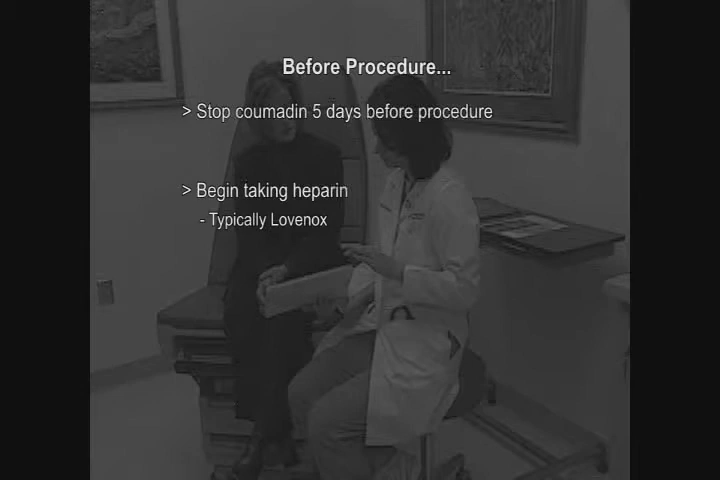 Before Procedure...
> Stop coumadin 5 days before procedure
> Begin taking heparin
- Typically Lovenox